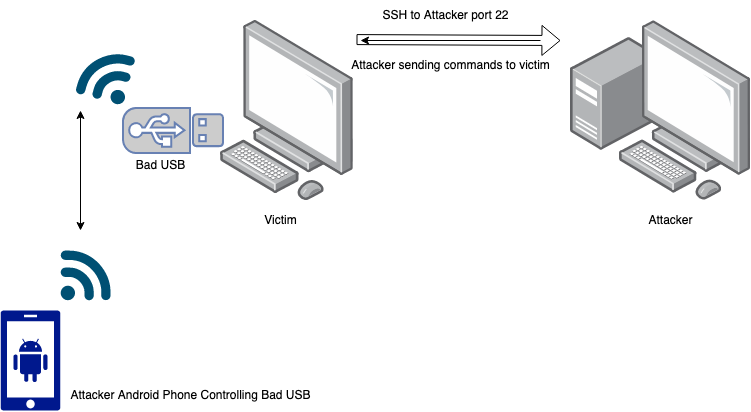 SSH to Attacker port 22
Attacker sending commands to victim
Bad USB
Victim
Attacker
Attacker Android Phone Controlling Bad USB